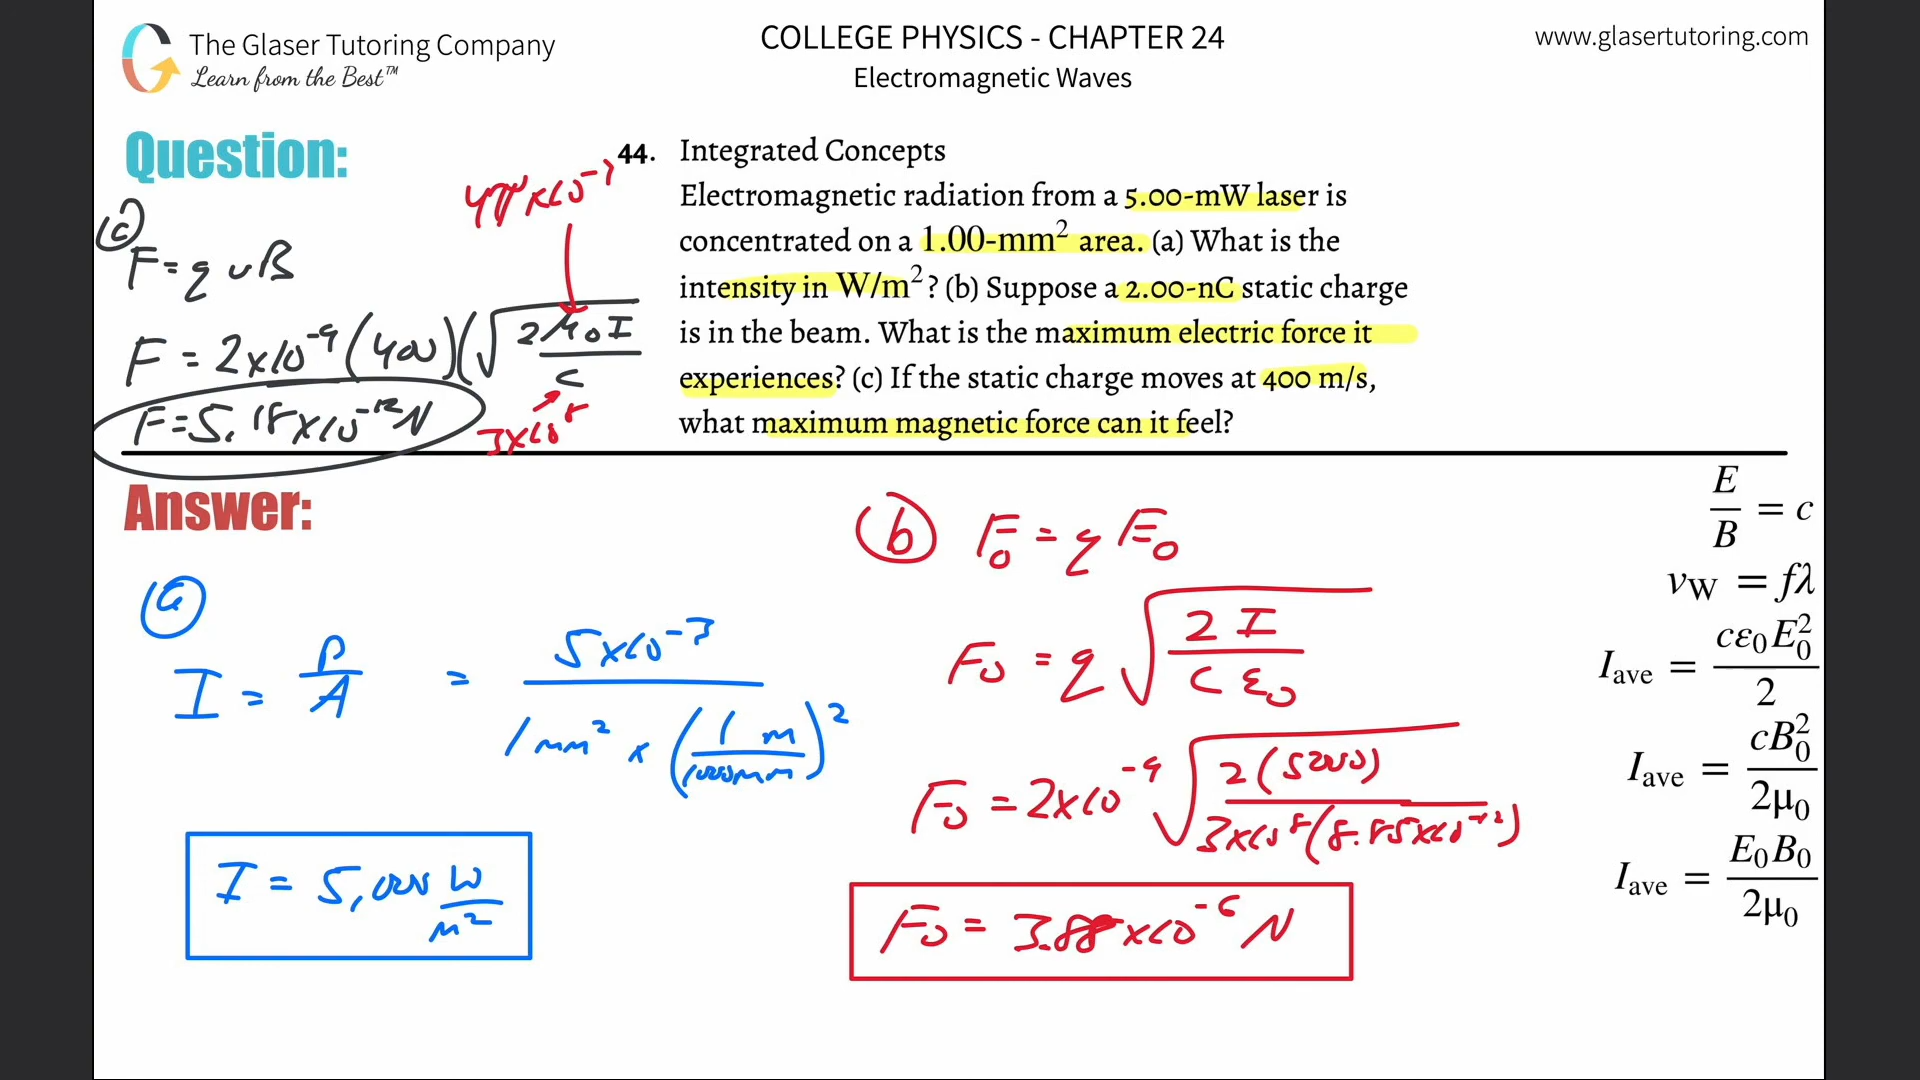 The Glaser Tutoring Company
Learn from the Best™
COLLEGE PHYSICS - CHAPTER 24
Electromagnetic Waves
www.glasertutoring.com
Question:
44. Integrated Concepts
Electromagnetic radiation from a 5.00-mW laser is
concentrated on a 1.00-mm² area. (a) What is the
intensity in W/m²? (b) Suppose a 2.00-nC static charge
is in the beam. What is the maximum electric force it
experiences? (c) If the static charge moves at 400 m/s,
what maximum magnetic force can it feel?
(c)
4π×10⁻⁷
F = qvB
F = 2×10⁻⁹(400)(√(2μ₀I/c)
3×10⁸
F = 5.18×10⁻¹²N
Answer:
(a)
I = P/A = 5×10⁻³ / 1mm² × (1 m/1000mm)²
I = 5,000 W/m²
(b) F₀ = qE₀
F₀ = q√(2I/cε₀)
F₀ = 2×10⁻⁹ √(2(5000)/3×10⁸(8.85×10⁻¹²))
F₀ = 3.88×10⁻⁶ N
E/B = c
v_W = fλ
I_ave = cε₀E₀²/2
I_ave = cB₀²/2μ₀
I_ave = E₀B₀/2μ₀